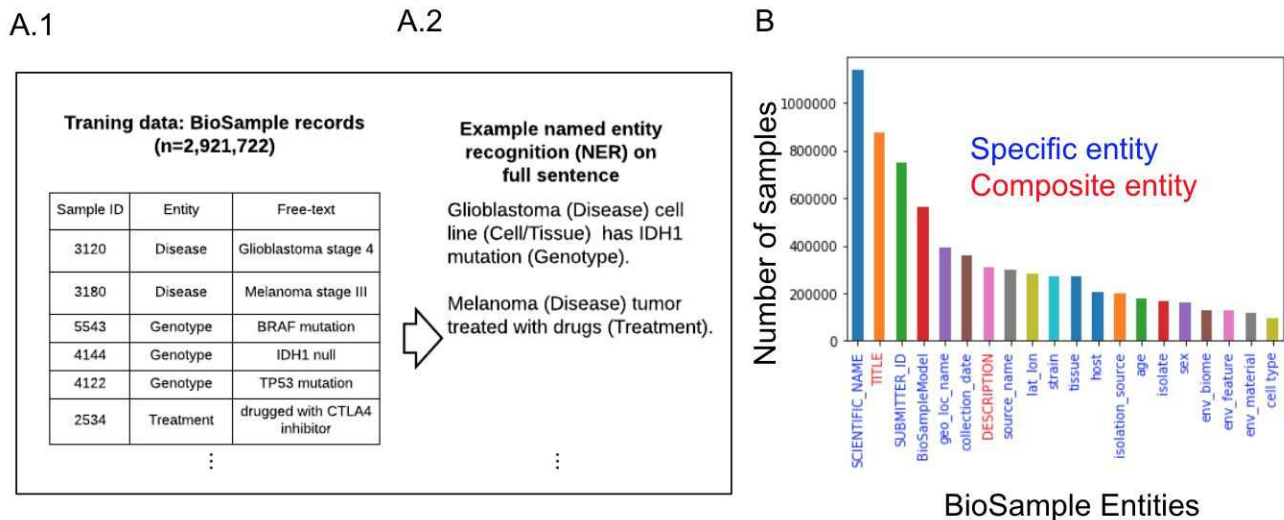 A.1
A.2
B
Traning data: BioSample records
(n=2,921,722)
Sample ID Entity Free-text
3120 Disease Glioblastoma stage 4
3180 Disease Melanoma stage III
5543 Genotype BRAF mutation
4144 Genotype IDH1 null
4122 Genotype TP53 mutation
2534 Treatment drugged with CTLA4
inhibitor
⋮
Example named entity
recognition (NER) on
full sentence
Glioblastoma (Disease) cell
line (Cell/Tissue) has IDH1
mutation (Genotype).
Melanoma (Disease) tumor
treated with drugs (Treatment).
⋮
Number of samples
1000000
800000
600000
400000
200000
0
Specific entity
Composite entity
SCIENTIFIC_NAME
TITLE
SUBMITTER_ID
BioSampleModel
geo_loc_name
collection_date
DESCRIPTION
source_name
lat_lon
strain
tissue
host
isolation_source
age
isolate
sex
env_biome
env_feature
env_material
cell type
BioSample Entities